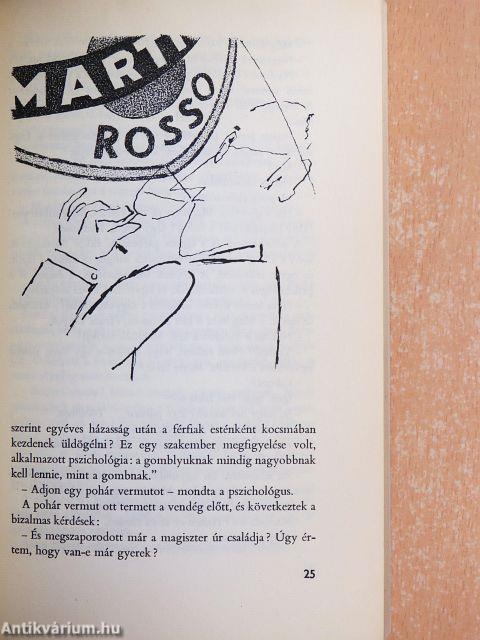 MARTI
ROSSO
szerint egyéves házasság után a férfiak esténként kocsmában
kezdenek üldögélni? Ez egy szakember megfigyelése volt,
alkalmazott pszichológia: a gomblyuknak mindig nagyobbnak
kell lennie, mint a gombnak.”
– Adjon egy pohár vermutot – mondta a pszichológus.
A pohár vermut ott termett a vendég előtt, és következtek a
bizalmas kérdések:
– És megszaporodott már a magiszter úr családja? Úgy ér-
tem, hogy van-e már gyerek?
25
Antikvárium.hu